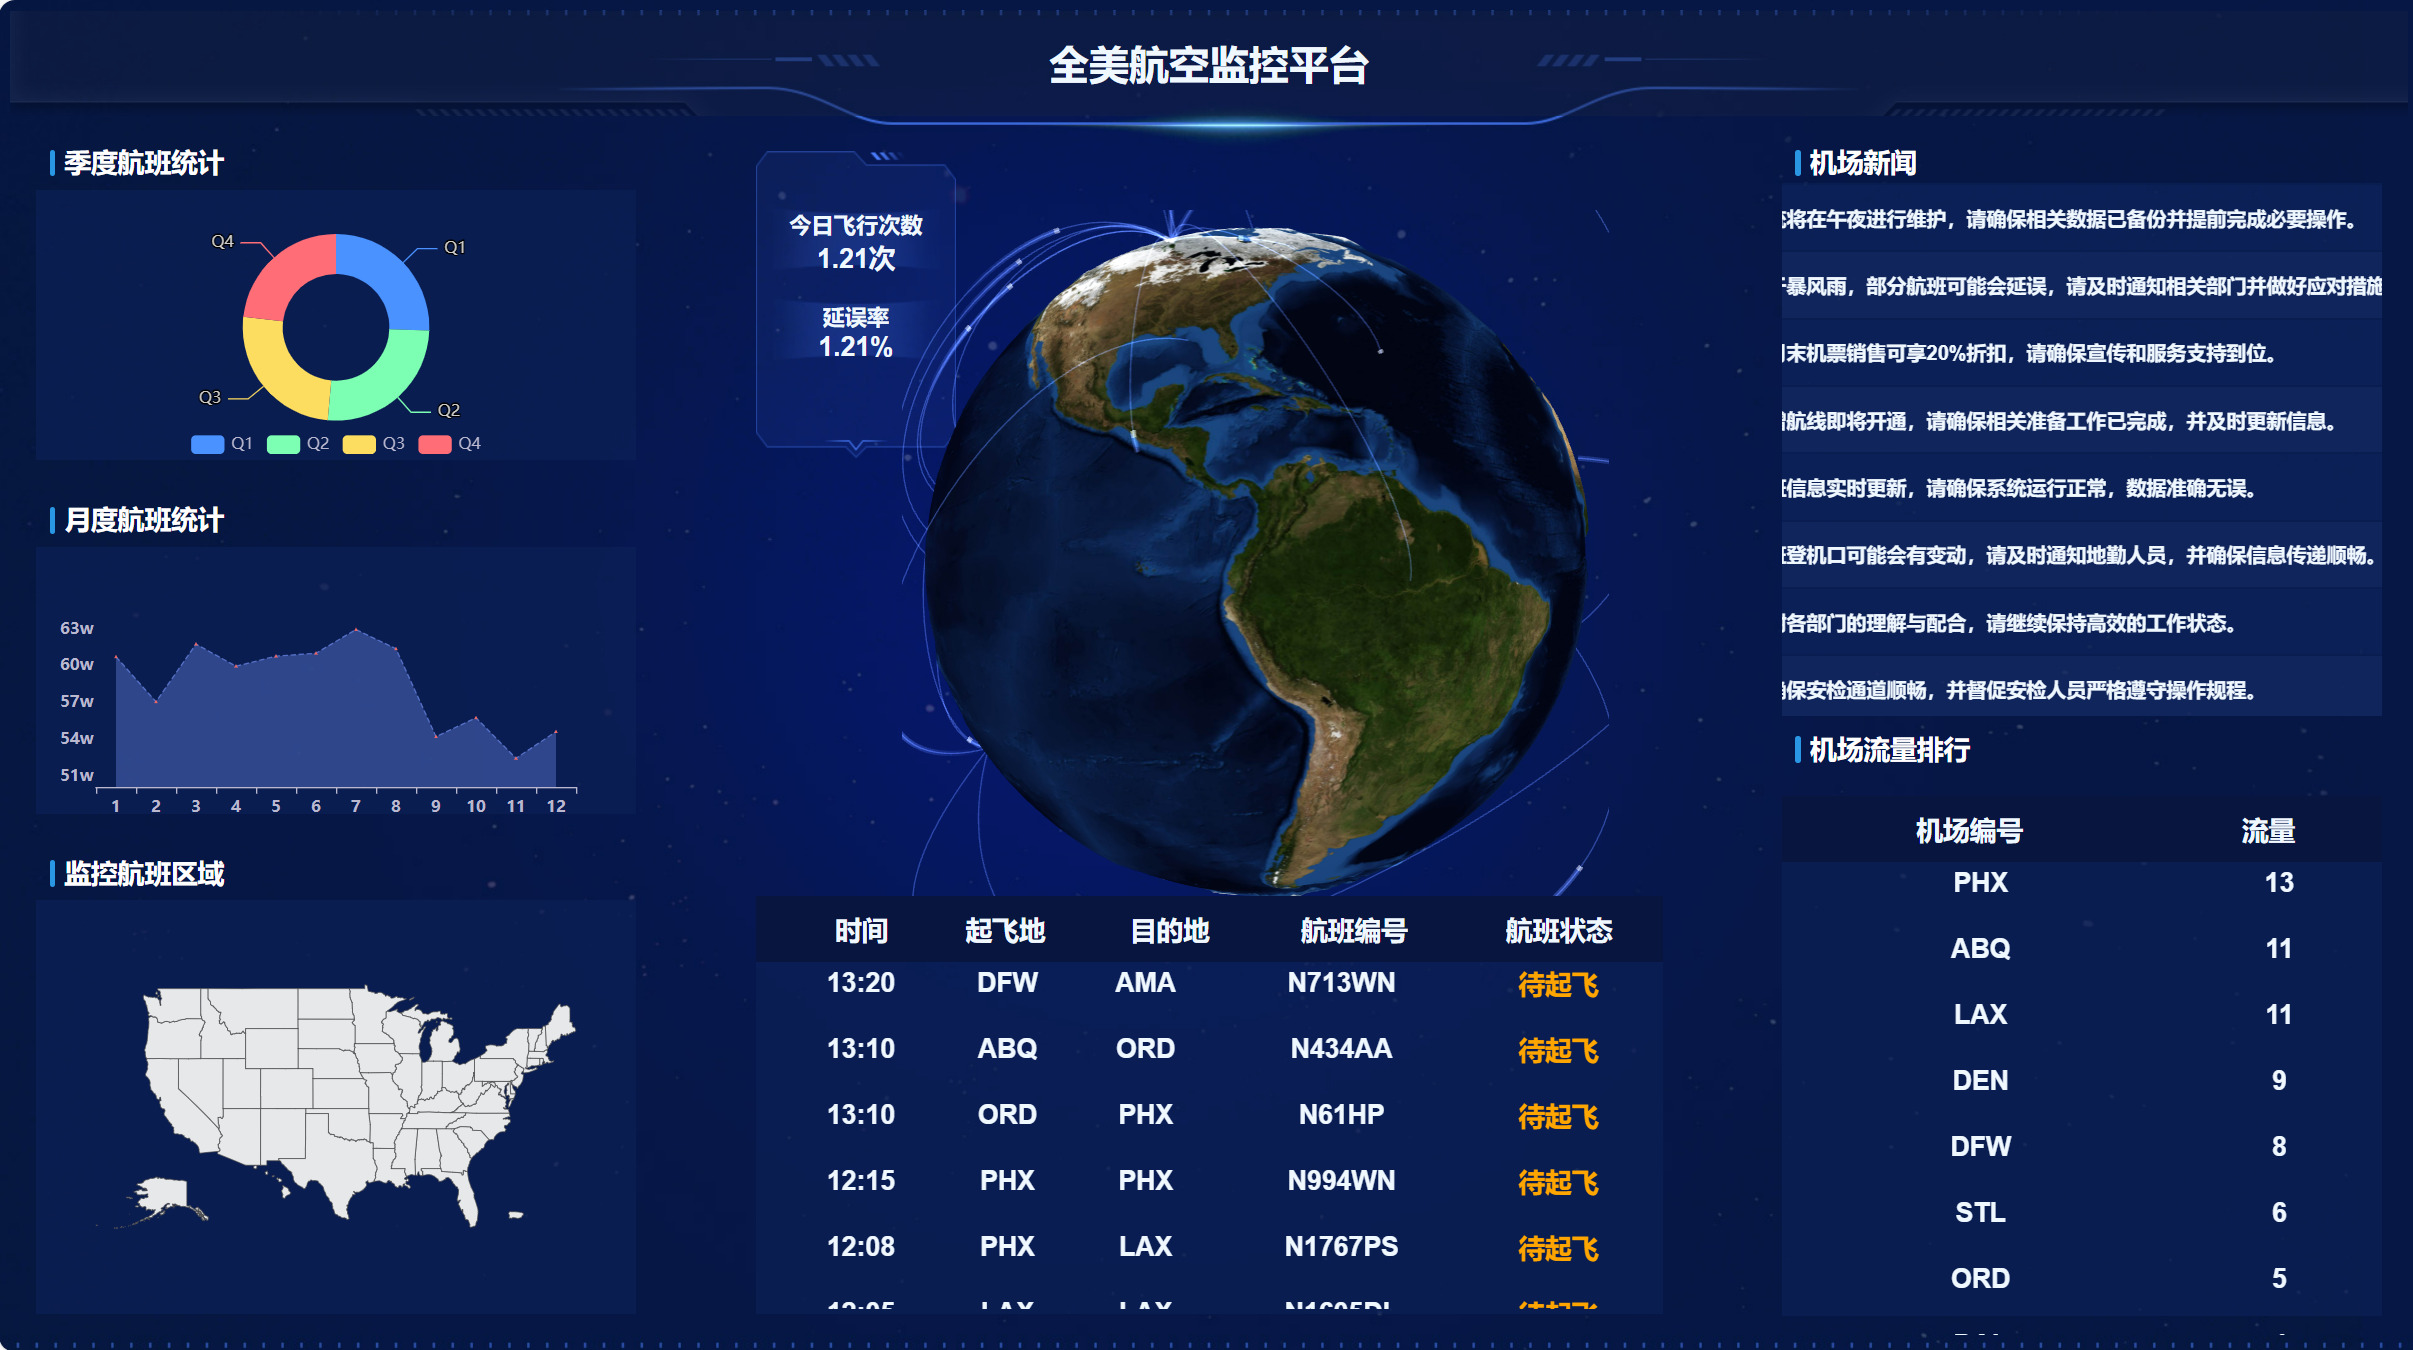 全美航空监控平台
季度航班统计
Q4
Q1
Q3
Q2
Q1 Q2 Q3 Q4
月度航班统计
63w
60w
57w
54w
51w
1 2 3 4 5 6 7 8 9 10 11 12
监控航班区域
今日飞行次数
1.21次
延误率
1.21%
时间 起飞地 目的地 航班编号 航班状态
13:20 DFW AMA N713WN 待起飞
13:10 ABQ ORD N434AA 待起飞
13:10 ORD PHX N61HP 待起飞
12:15 PHX PHX N994WN 待起飞
12:08 PHX LAX N1767PS 待起飞
机场新闻
将在午夜进行维护，请确保相关数据已备份并提前完成必要操作。
暴风雨，部分航班可能会延误，请及时通知相关部门并做好应对措施
末机票销售可享20%折扣，请确保宣传和服务支持到位。
航线即将开通，请确保相关准备工作已完成，并及时更新信息。
信息实时更新，请确保系统运行正常，数据准确无误。
登机口可能会有变动，请及时通知地勤人员，并确保信息传递顺畅。
各部门的理解与配合，请继续保持高效的工作状态。
保安检通道顺畅，并督促安检人员严格遵守操作规程。
机场流量排行
机场编号 流量
PHX 13
ABQ 11
LAX 11
DEN 9
DFW 8
STL 6
ORD 5